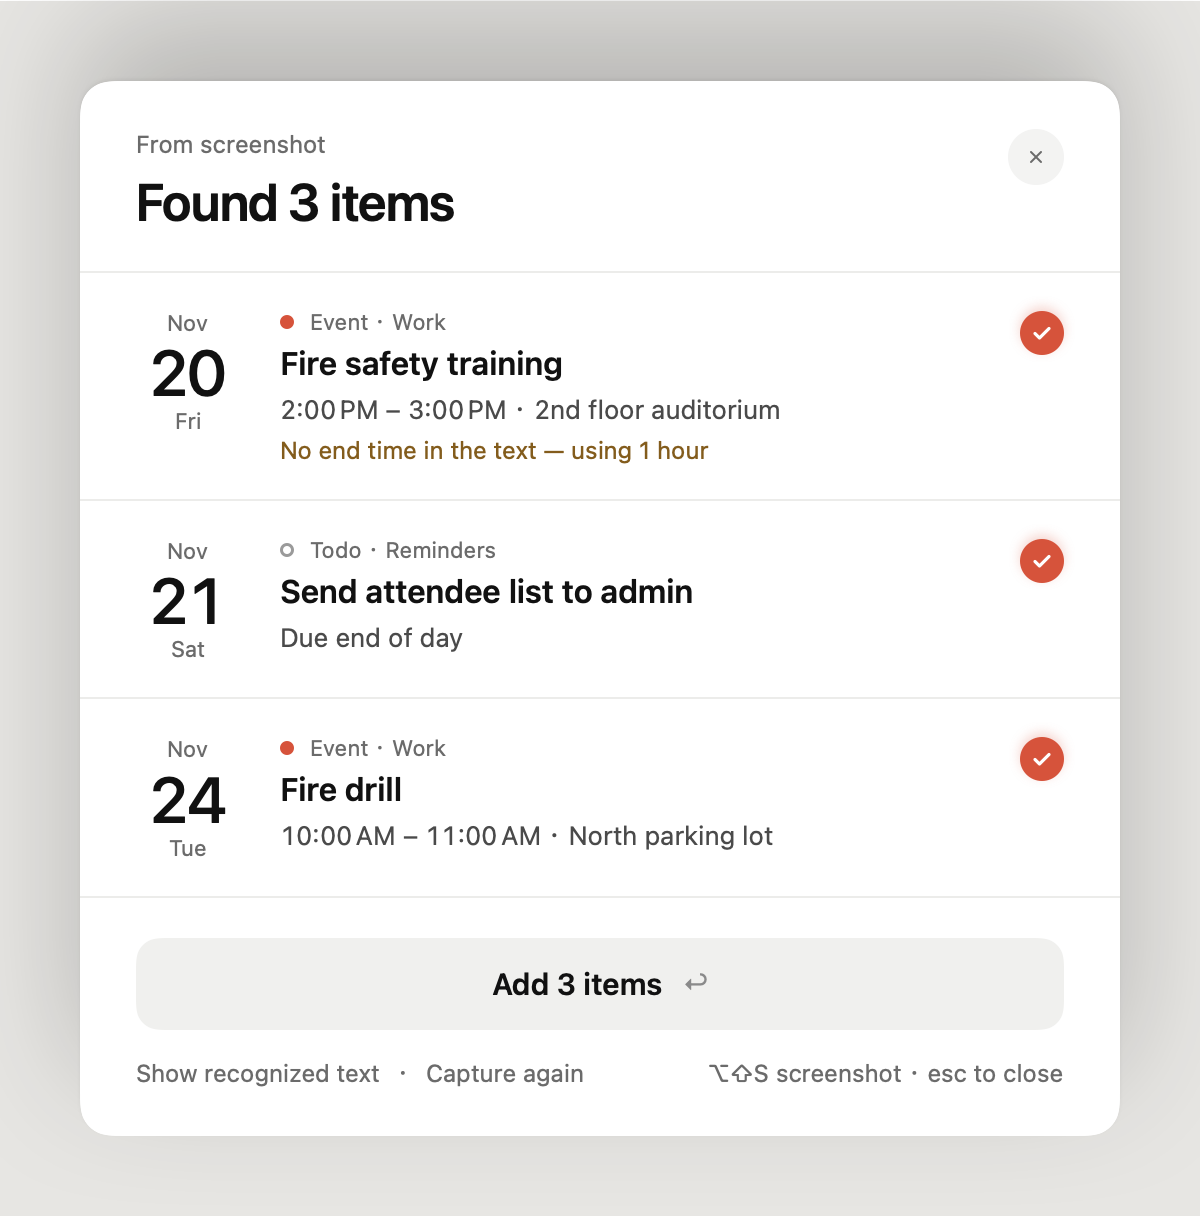 From screenshot
Found 3 items
Nov
20
Fri
Event · Work
Fire safety training
2:00 PM – 3:00 PM · 2nd floor auditorium
No end time in the text — using 1 hour
Nov
21
Sat
Todo · Reminders
Send attendee list to admin
Due end of day
Nov
24
Tue
Event · Work
Fire drill
10:00 AM – 11:00 AM · North parking lot
Add 3 items
Show recognized text · Capture again
⌥⇧S screenshot · esc to close